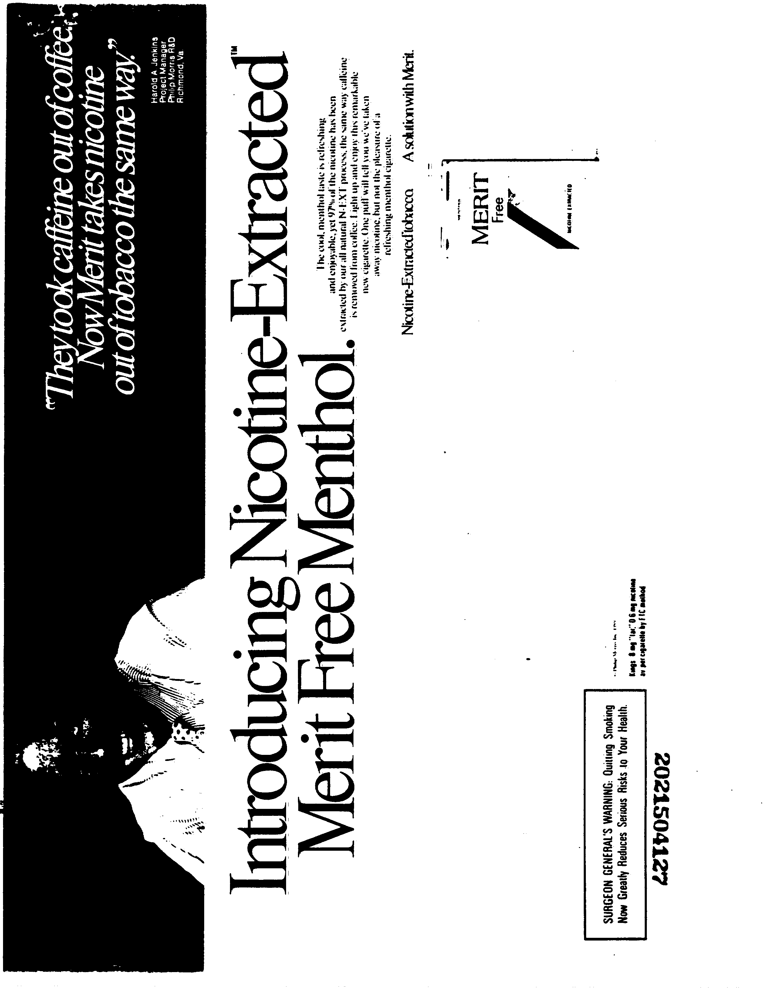 “They took caffeine out of coffee.
Now Merit takes nicotine
out of tobacco the same way.”
Harold A Jenkins
Project Manager
Philip Morris R&D
Richmond, Va
Introducing Nicotine-Extracted™
Merit Free Menthol.
The cool, menthol taste is refreshing
and enjoyable, yet 97% of the nicotine has been
extracted by our all natural N-EXT process, the same way caffeine
is removed from coffee. Light up and enjoy this remarkable
new cigarette. One puff will tell you we've taken
away nicotine, but not the pleasure of a
refreshing menthol cigarette.
Nicotine-Extracted Tobacco. A solution with Merit.
MERIT
Free
NICOTINE EXTRACTED
Kings 8 mg "tar," 0 6 mg nicotine
av per cigarette by FTC method
SURGEON GENERAL'S WARNING: Quitting Smoking
Now Greatly Reduces Serious Risks to Your Health.
2021504127